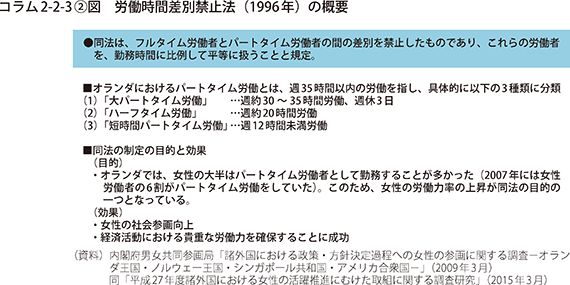 コラム2-2-3②図　労働時間差別禁止法（1996年）の概要
●同法は、フルタイム労働者とパートタイム労働者の間の差別を禁止したものであり、これらの労働者
を、勤務時間に比例して平等に扱うことと規定。
■オランダにおけるパートタイム労働とは、週35時間以内の労働を指し、具体的に以下の3種類に分類
（1）「大パートタイム労働」　…週約30～35時間労働、週休3日
（2）「ハーフタイム労働」　…週約20時間労働
（3）「短時間パートタイム労働」…週12時間未満労働
■同法の制定の目的と効果
（目的）
・オランダでは、女性の大半はパートタイム労働者として勤務することが多かった（2007年には女性
労働者の6割がパートタイム労働をしていた）。このため、女性の労働力率の上昇が同法の目的の
一つとなっている。
（効果）
・女性の社会参画向上
・経済活動における貴重な労働力を確保することに成功
（資料）内閣府男女共同参画局「諸外国における政策・方針決定過程への女性の参画に関する調査－オラン
ダ王国・ノルウェー王国・シンガポール共和国・アメリカ合衆国－」（2009年3月）
同「平成27年度諸外国における女性の活躍推進にむけた取組に関する調査研究」（2015年3月）